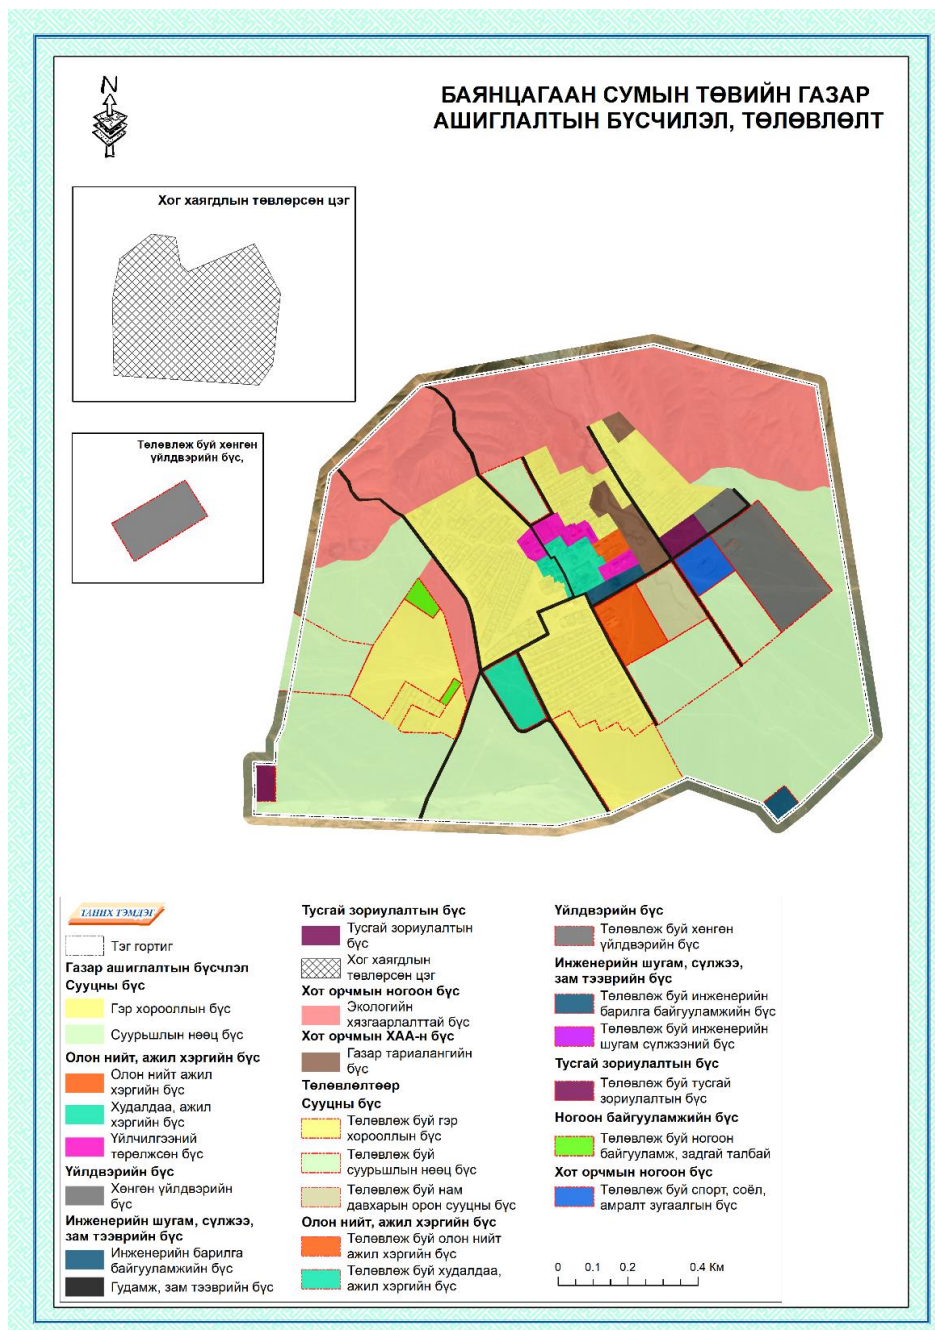 N
БАЯНЦАГААН СУМЫН ТӨВИЙН ГАЗАР
АШИГЛАЛТЫН БҮСЧИЛЭЛ, ТӨЛӨВЛӨЛТ
Хог хаягдлын төвлөрсөн цэг
Төлөвлөж буй хөнгөн
үйлдвэрийн бүс,
ТАНИХ ТЭМДЭГ
Тэг гортиг
Газар ашиглалтын бүсчлэл
Сууцны бүс
Гэр хорооллын бүс
Суурьшлын нөөц бүс
Олон нийт, ажил хэргийн бүс
Олон нийт ажил
хэргийн бүс
Худалдаа, ажил
хэргийн бүс
Үйлчилгээний
төрөлжсөн бүс
Үйлдвэрийн бүс
Хөнгөн үйлдвэрийн
бүс
Инженерийн шугам, сүлжээ,
зам тээврийн бүс
Инженерийн барилга
байгууламжийн бүс
Гудамж, зам тээврийн бүс
Тусгай зориулалтын бүс
Тусгай зориулалтын
бүс
Хог хаягдлын
төвлөрсөн цэг
Хот орчмын ногоон бүс
Экологийн
хязгаарлалттай бүс
Хот орчмын ХАА-н бүс
Газар тариалангийн
бүс
Төлөвлөлтөөр
Сууцны бүс
Төлөвлөж буй гэр
хорооллын бүс
Төлөвлөж буй
суурьшлын нөөц бүс
Төлөвлөж буй нам
давхарын орон сууцны бүс
Олон нийт, ажил хэргийн бүс
Төлөвлөж буй олон нийт
ажил хэргийн бүс
Төлөвлөж буй худалдаа,
ажил хэргийн бүс
Үйлдвэрийн бүс
Төлөвлөж буй хөнгөн
үйлдвэрийн бүс
Инженерийн шугам, сүлжээ,
зам тээврийн бүс
Төлөвлөж буй инженерийн
барилга байгууламжийн бүс
Төлөвлөж буй инженерийн
шугам сүлжээний бүс
Тусгай зориулалтын бүс
Төлөвлөж буй тусгай
зориулалтын бүс
Ногоон байгууламжийн бүс
Төлөвлөж буй ногоон
байгууламж, задгай талбай
Хот орчмын ногоон бүс
Төлөвлөж буй спорт, соёл,
амралт зугаалгын бүс
0 0.1 0.2 0.4 Км